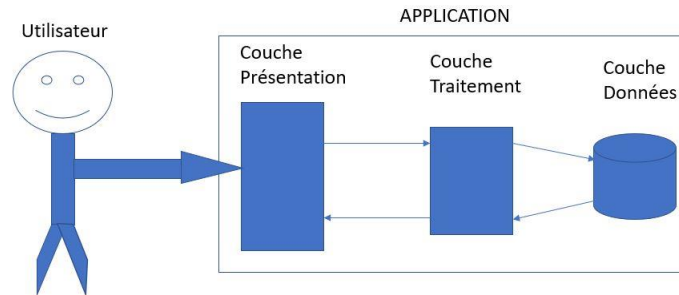 APPLICATION
Utilisateur
Couche
Présentation
Couche
Traitement
Couche
Données